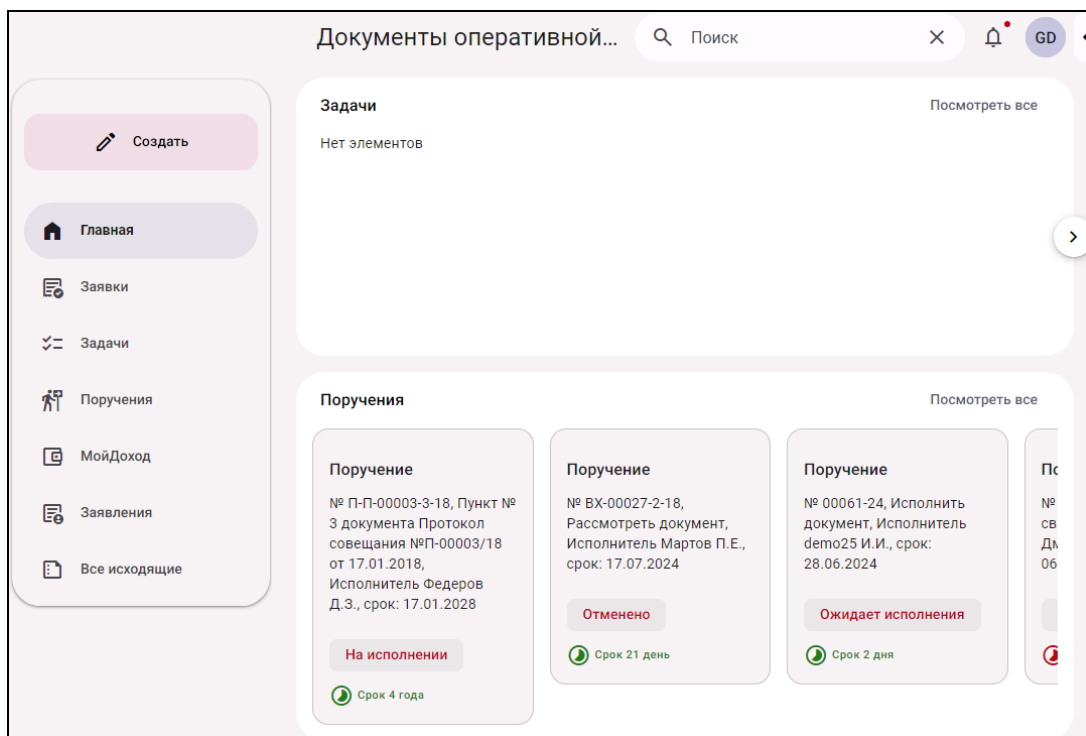 Документы оперативной...
Поиск
GD
Создать
Главная
Заявки
Задачи
Поручения
МойДоход
Заявления
Все исходящие
Задачи
Посмотреть все
Нет элементов
Поручения
Посмотреть все
Поручение
№ П-П-00003-3-18, Пункт №
3 документа Протокол
совещания №П-00003/18
от 17.01.2018,
Исполнитель Федеров
Д.З., срок: 17.01.2028
На исполнении
Срок 4 года
Поручение
№ ВХ-00027-2-18,
Рассмотреть документ,
Исполнитель Мартов П.Е.,
срок: 17.07.2024
Отменено
Срок 21 день
Поручение
№ 00061-24, Исполнить
документ, Исполнитель
demo25 И.И., срок:
28.06.2024
Ожидает исполнения
Срок 2 дня
№
св
06